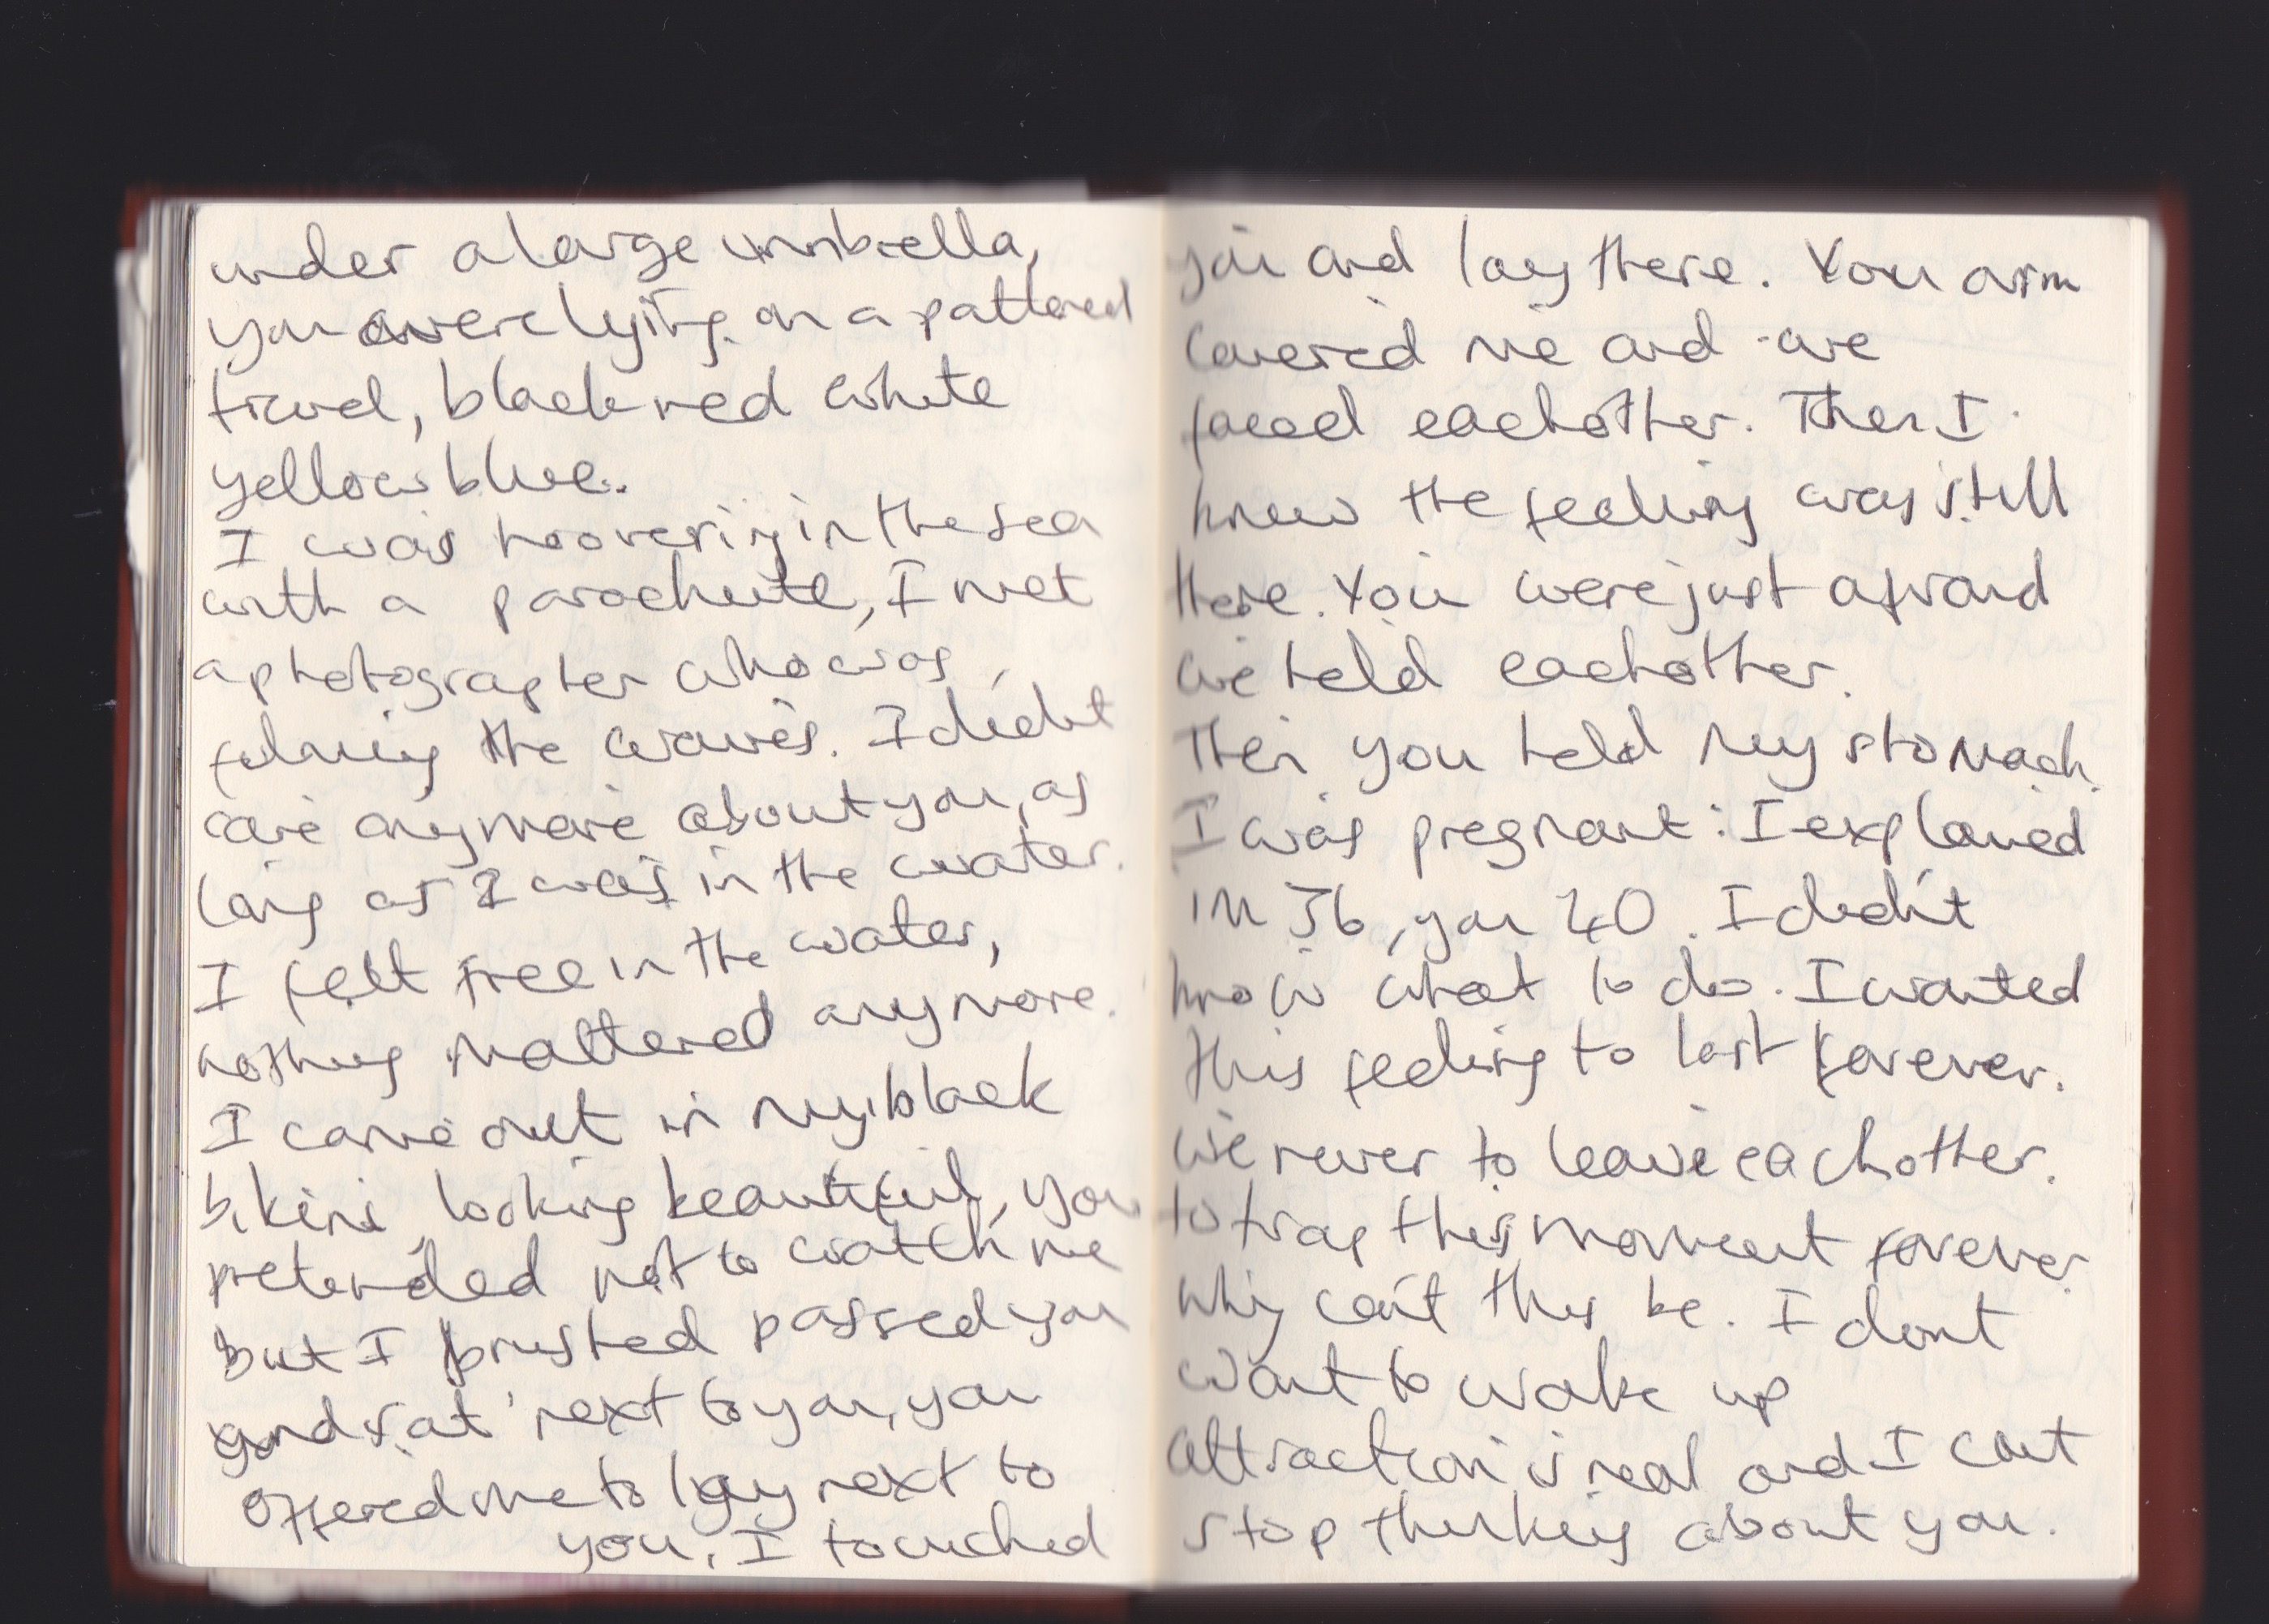 under a large umbrella,
you were lying on a pattered
towel, black red white
yellow blue.
I was hoovering in the sea
with a parachute, I met
a photographer who was
filming the waves. I didnt
care anymore about you, as
long as I was in the water.
I felt free in the water,
nothing mattered anymore.
I came out in my black
bikini, looking beautiful, you
pretended not to watch me
but I brushed passed you
and sat next to you, you
offered me to lay next to
you, I touched
you and lay there. You arm
covered me and we
faced eachother. Then I
knew the feeling was still
there. You were just afraid
we held eachother.
Then you held my stomach.
I was pregnant: I explained
im 36, you 40. I didn't
know what to do. I wanted
this feeling to last forever.
we never to leave eachother.
to trap this moment forever
why can't this be. I dont
want to wake up
attraction is real and I cant
stop thinking about you.